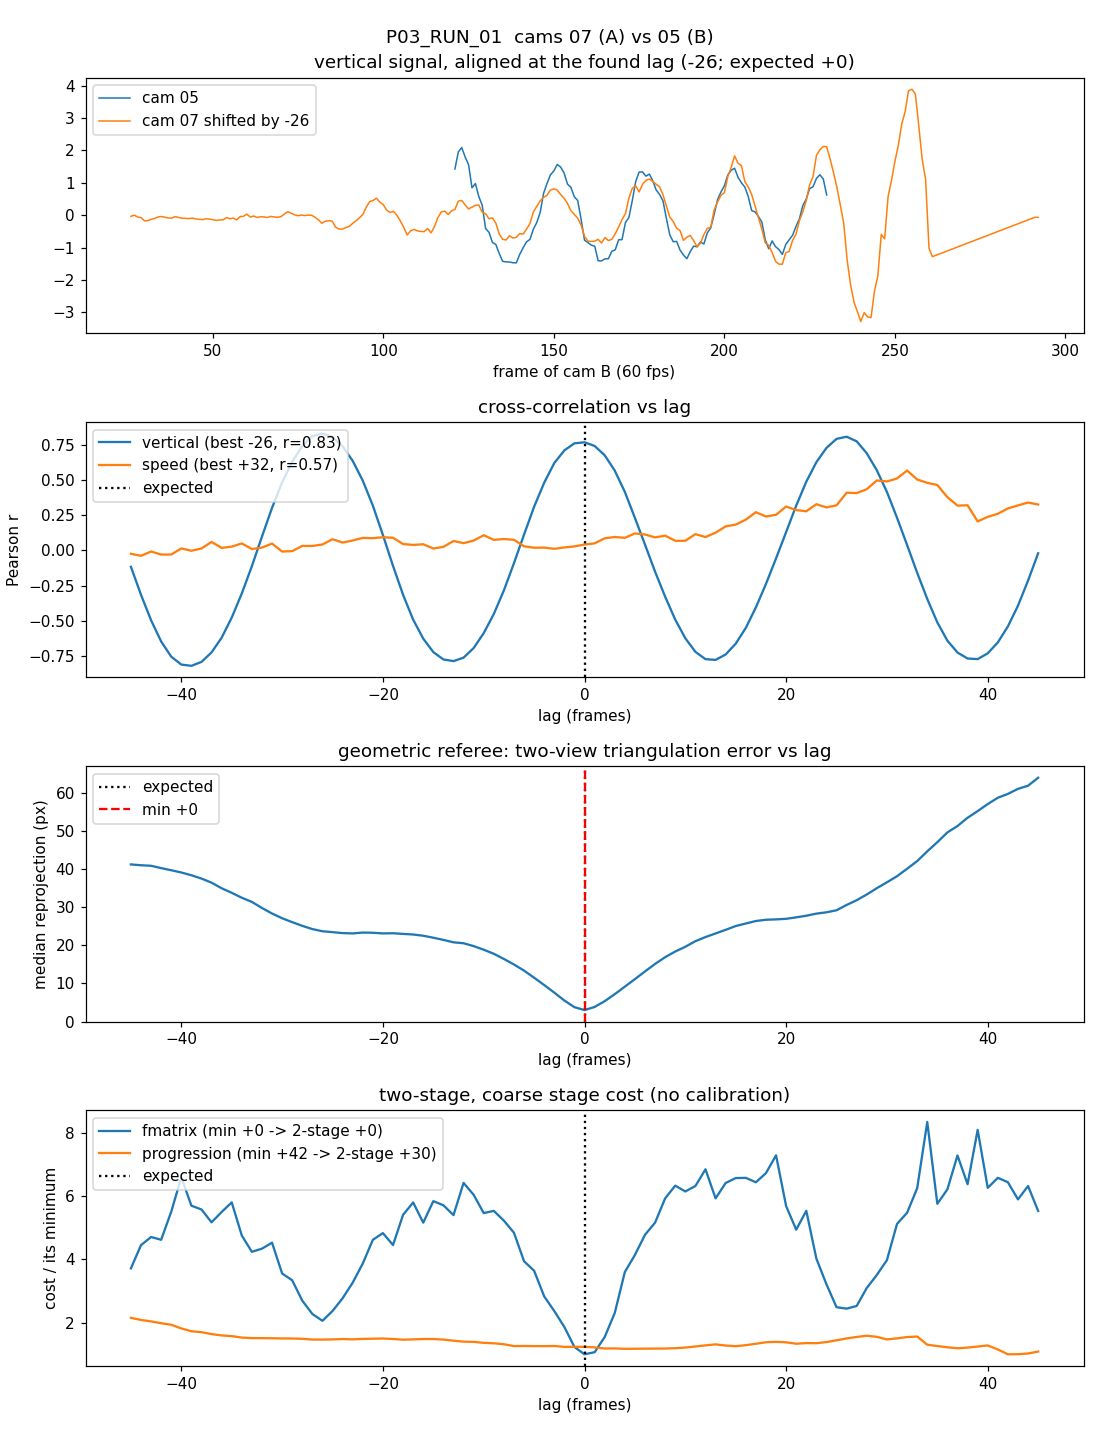 P03_RUN_01  cams 07 (A) vs 05 (B)
vertical signal, aligned at the found lag (-26; expected +0)
cam 05
cam 07 shifted by -26
4
3
2
1
0
−1
−2
−3
50
100
150
200
250
300
frame of cam B (60 fps)
cross-correlation vs lag
vertical (best -26, r=0.83)
speed (best +32, r=0.57)
expected
Pearson r
0.75
0.50
0.25
0.00
−0.25
−0.50
−0.75
−40
−20
0
20
40
lag (frames)
geometric referee: two-view triangulation error vs lag
expected
min +0
median reprojection (px)
60
50
40
30
20
10
0
−40
−20
0
20
40
lag (frames)
two-stage, coarse stage cost (no calibration)
fmatrix (min +0 -> 2-stage +0)
progression (min +42 -> 2-stage +30)
expected
cost / its minimum
8
6
4
2
−40
−20
0
20
40
lag (frames)